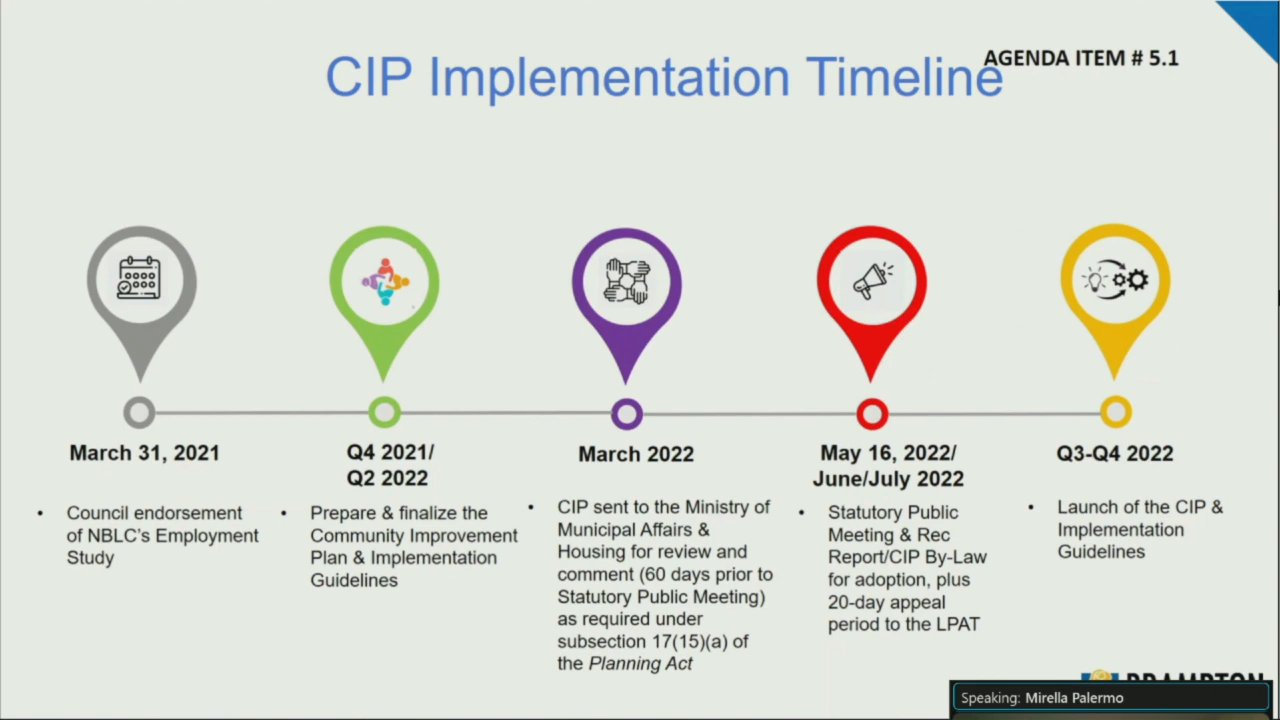 AGENDA ITEM # 5.1
CIP Implementation Timeline
March 31, 2021
• Council endorsement
of NBLC’s Employment
Study
Q4 2021/
Q2 2022
• Prepare & finalize the
Community Improvement
Plan & Implementation
Guidelines
March 2022
• CIP sent to the Ministry of
Municipal Affairs &
Housing for review and
comment (60 days prior to
Statutory Public Meeting)
as required under
subsection 17(15)(a) of
the Planning Act
May 16, 2022/
June/July 2022
• Statutory Public
Meeting & Rec
Report/CIP By-Law
for adoption, plus
20-day appeal
period to the LPAT
Q3-Q4 2022
• Launch of the CIP &
Implementation
Guidelines
BRAMPTON
Speaking: Mirella Palermo